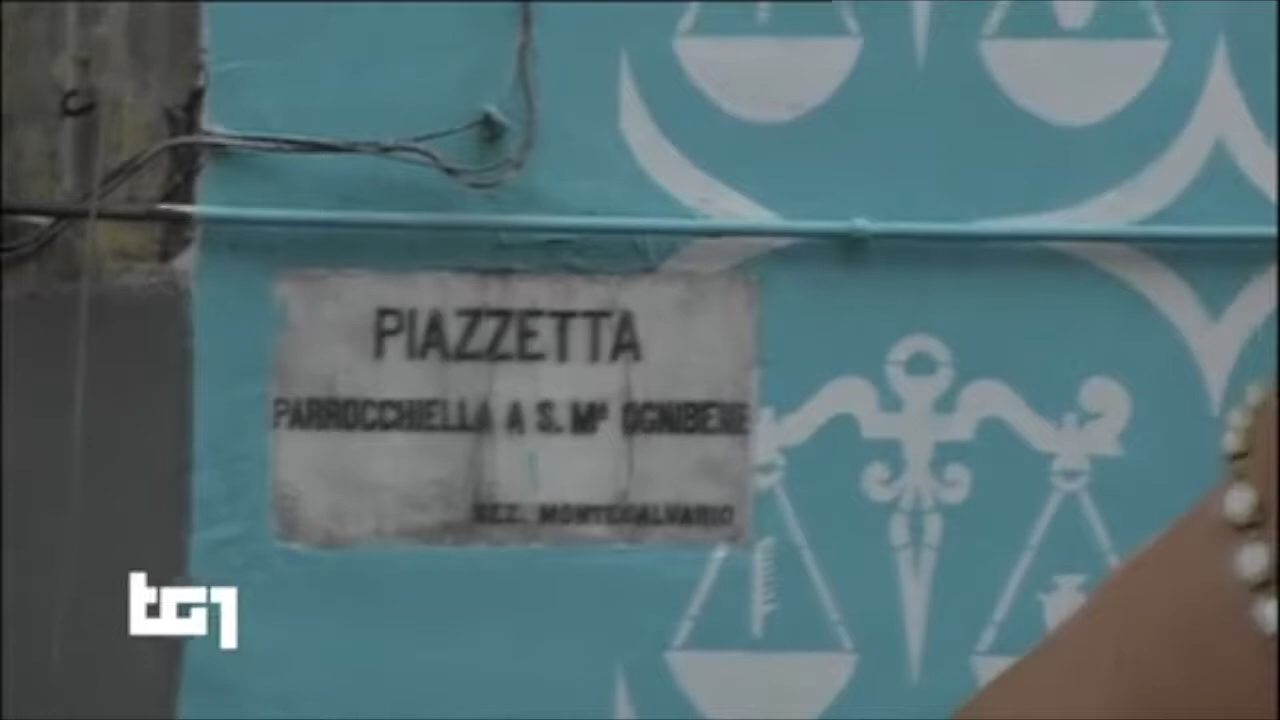 PIAZZETTA
PARROCCHIELLA A S. Mª OGNIBENE
SEZ. MONTECALVARIO
tg1